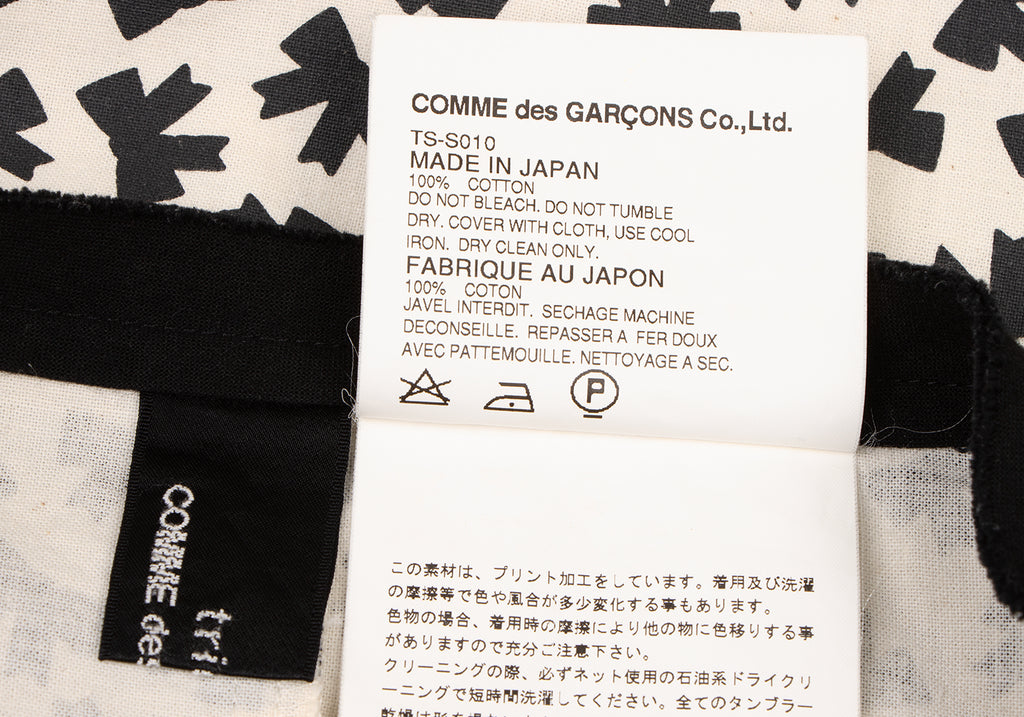 COMME des GARÇONS Co.,Ltd.
TS-S010
MADE IN JAPAN
100% COTTON
DO NOT BLEACH. DO NOT TUMBLE
DRY. COVER WITH CLOTH, USE COOL
IRON. DRY CLEAN ONLY.
FABRIQUE AU JAPON
100% COTON
JAVEL INTERDIT. SECHAGE MACHINE
DECONSEILLE. REPASSER A FER DOUX
AVEC PATTEMOUILLE. NETTOYAGE A SEC.
P
この素材は、プリント加工をしています。着用及び洗濯
の摩擦等で色や風合が多少変化する事もあります。
色物の場合、着用時の摩擦により他の物に色移りする事
がありますので充分ご注意下さい。
クリーニングの際、必ずネット使用の石油系ドライクリ
ーニングで短時間洗濯してください。全てのタンブラー
tri
COMME des